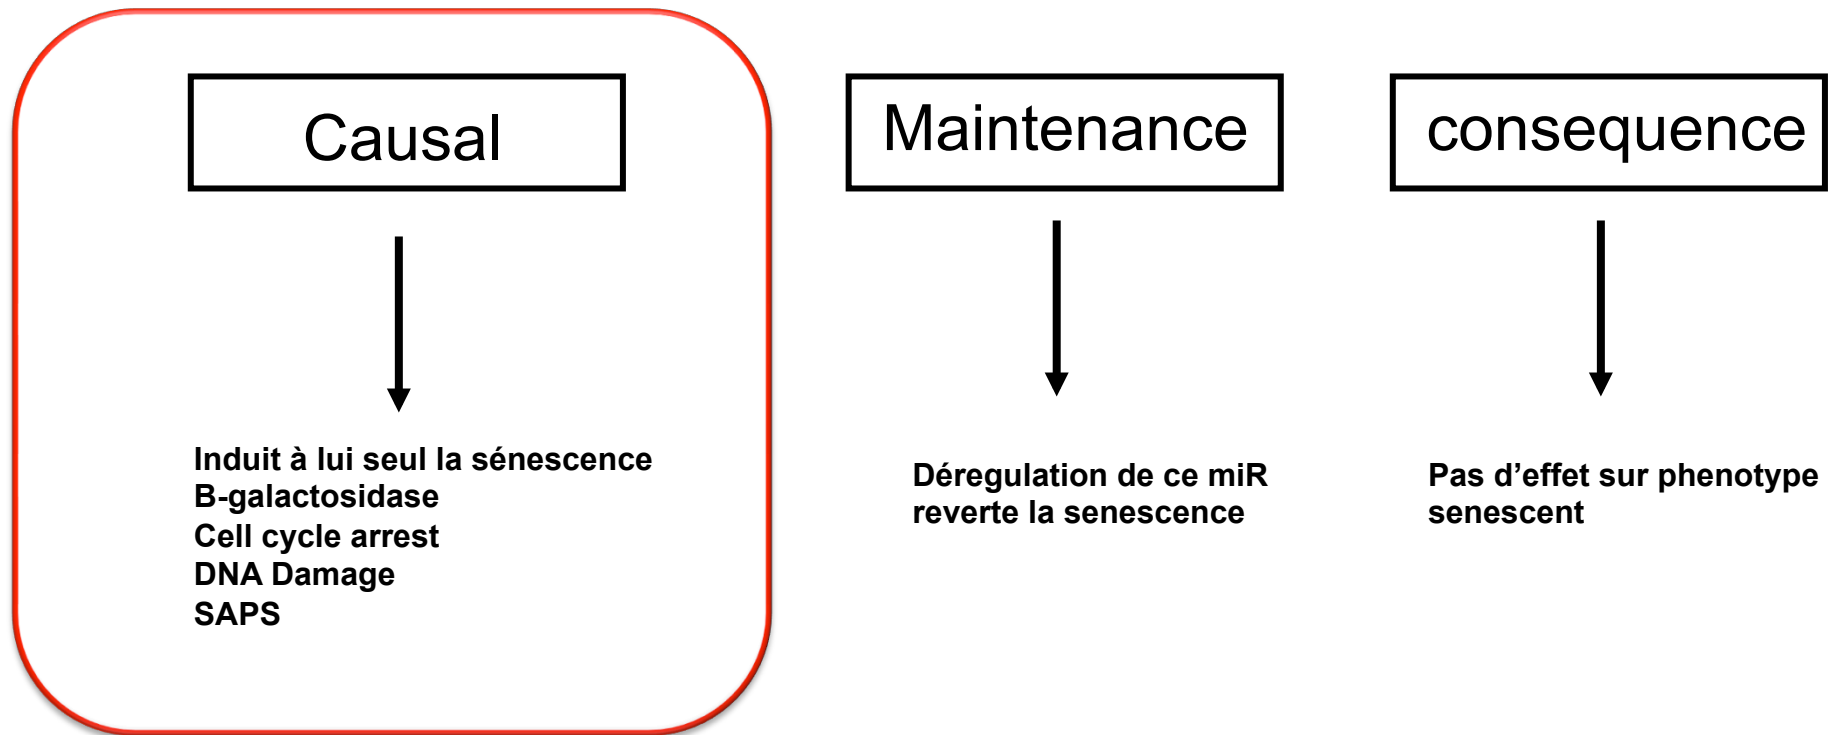 Causal
Induit à lui seul la sénescence
B-galactosidase
Cell cycle arrest
DNA Damage
SAPS
Maintenance
Déregulation de ce miR
reverte la senescence
consequence
Pas d’effet sur phenotype
senescent